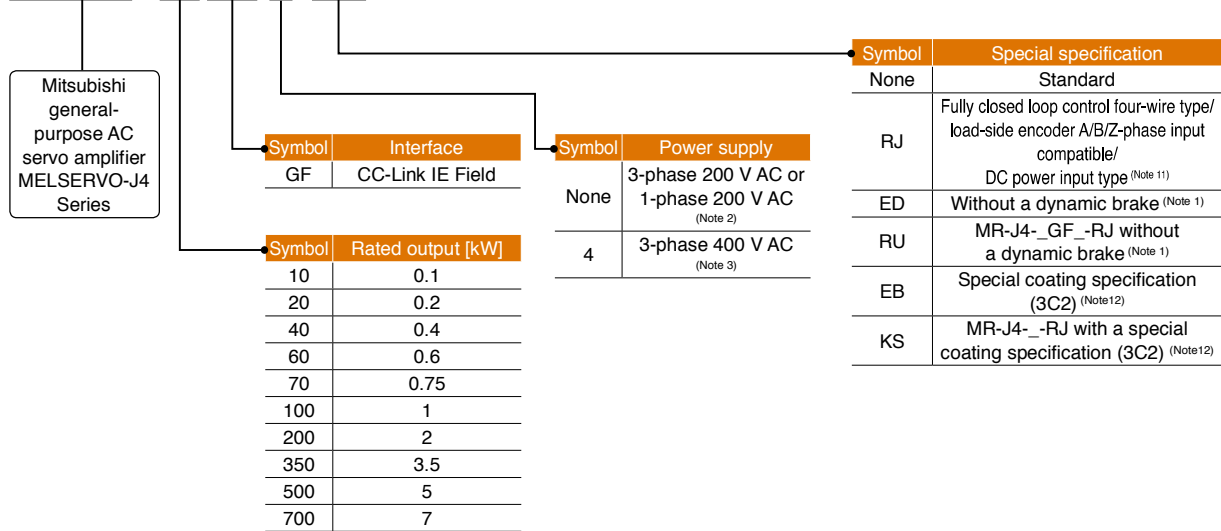 Mitsubishi
general-
purpose AC
servo amplifier
MELSERVO-J4
Series
Symbol Interface
GF CC-Link IE Field
Symbol Rated output [kW]
10 0.1
20 0.2
40 0.4
60 0.6
70 0.75
100 1
200 2
350 3.5
500 5
700 7
Symbol Power supply
None 3-phase 200 V AC or
1-phase 200 V AC
(Note 2)
4 3-phase 400 V AC
(Note 3)
Symbol Special specification
None Standard
RJ Fully closed loop control four-wire type/
load-side encoder A/B/Z-phase input
compatible/
DC power input type (Note 11)
ED Without a dynamic brake (Note 1)
RU MR-J4-_GF_-RJ without
a dynamic brake (Note 1)
EB Special coating specification
(3C2) (Note12)
KS MR-J4-_-RJ with a special
coating specification (3C2) (Note12)